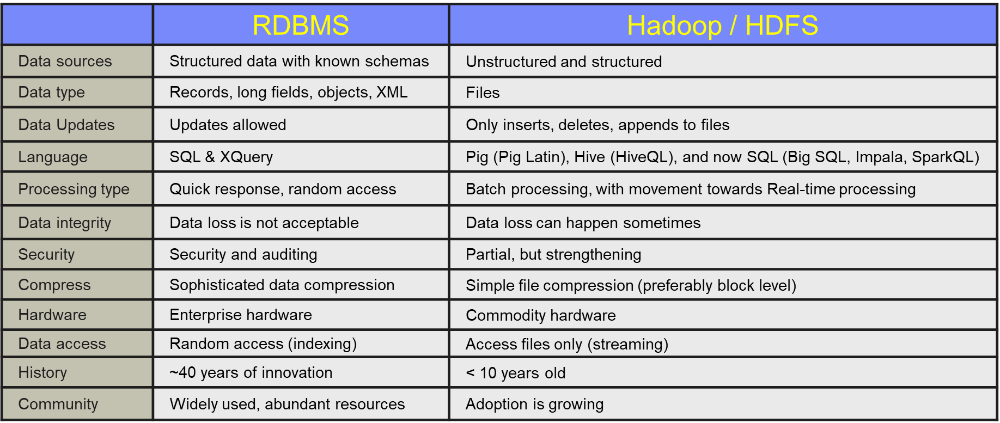 RDBMS Hadoop / HDFS
Data sources Structured data with known schemas Unstructured and structured
Data type Records, long fields, objects, XML Files
Data Updates Updates allowed Only inserts, deletes, appends to files
Language SQL & XQuery Pig (Pig Latin), Hive (HiveQL), and now SQL (Big SQL, Impala, SparkQL)
Processing type Quick response, random access Batch processing, with movement towards Real-time processing
Data integrity Data loss is not acceptable Data loss can happen sometimes
Security Security and auditing Partial, but strengthening
Compress Sophisticated data compression Simple file compression (preferably block level)
Hardware Enterprise hardware Commodity hardware
Data access Random access (indexing) Access files only (streaming)
History ~40 years of innovation < 10 years old
Community Widely used, abundant resources Adoption is growing